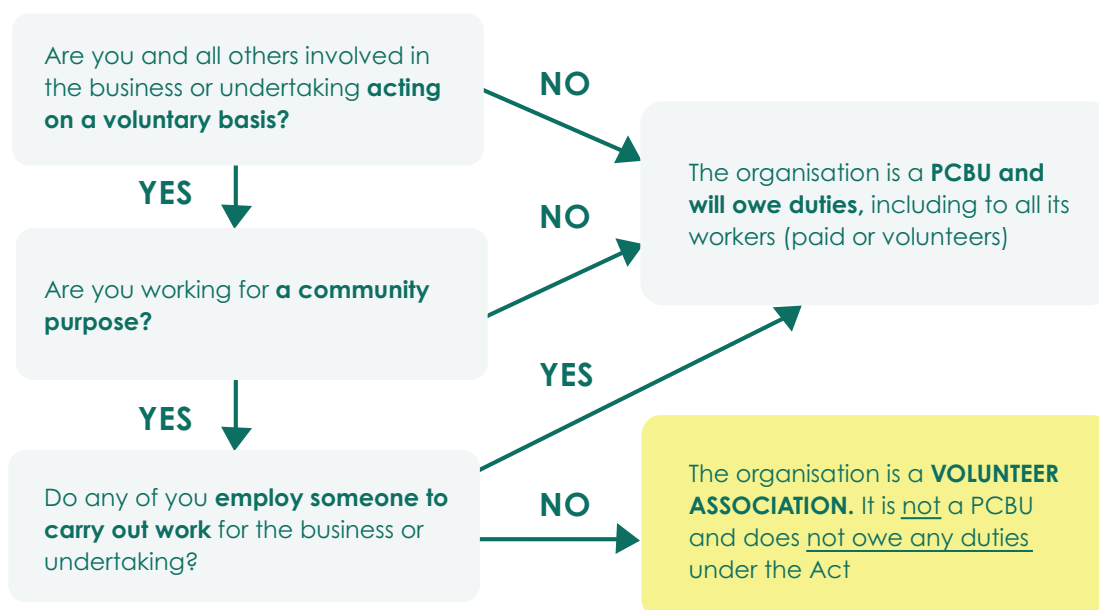 Are you and all others involved in
the business or undertaking acting
on a voluntary basis?
NO
YES
The organisation is a PCBU and
will owe duties, including to all its
workers (paid or volunteers)
NO
Are you working for a community
purpose?
YES
YES
Do any of you employ someone to
carry out work for the business or
undertaking?
NO
The organisation is a VOLUNTEER
ASSOCIATION. It is not a PCBU
and does not owe any duties
under the Act